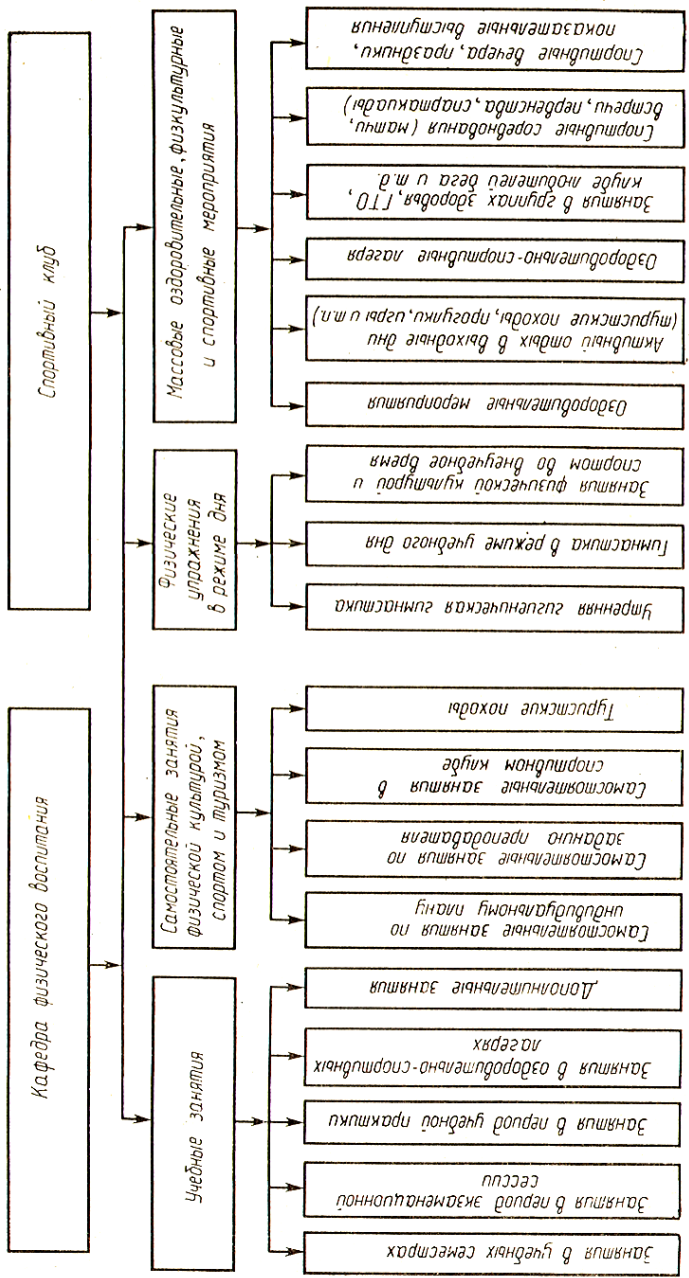 Кафедра физического воспитания
Спортивный клуб
Учебные занятия
Самостоятельные занятия
физической культурой,
спортом и туризмом
Физические
упражнения
в режиме дня
Массовые оздоровительные, физкультурные
и спортивные мероприятия
Занятия в учебных семестрах
Занятия в период экзаменационной
сессии
Занятия в период учебной практики
Занятия в оздоровительно-спортивных
лагерях
Дополнительные занятия
Самостоятельные занятия по
индивидуальному плану
Самостоятельные занятия по
заданию преподавателя
Самостоятельные занятия в
спортивном клубе
Туристские походы
Утренняя гигиеническая гимнастика
Гимнастика в режиме учебного дня
Занятия физической культурой и
спортом во внеучебное время
Оздоровительные мероприятия
Активный отдых в выходные дни
(туристские походы, прогулки, игры и т.п.)
Оздоровительно-спортивные лагеря
Занятия в группах здоровья, ГТО,
клубе любителей бега и т.д.
Спортивные соревнования (матчи,
встречи, первенства, спартакиады)
Спортивные вечера, праздники,
показательные выступления